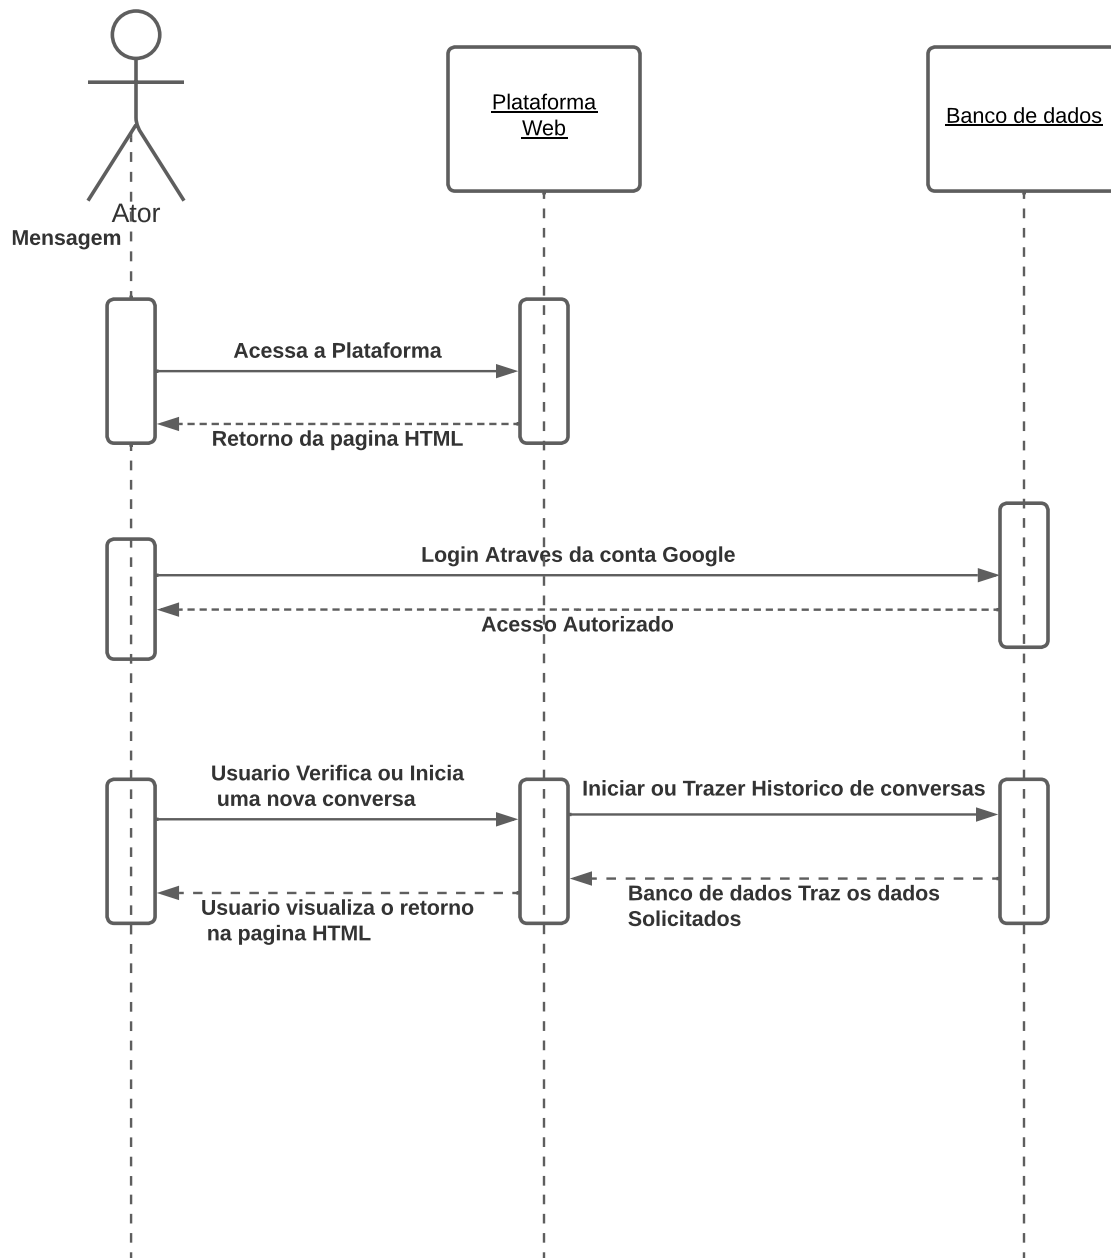 Plataforma
Web
Banco de dados
Ator
Mensagem
Acessa a Plataforma
Retorno da pagina HTML
Login Atraves da conta Google
Acesso Autorizado
Usuario Verifica ou Inicia
uma nova conversa
Iniciar ou Trazer Historico de conversas
Banco de dados Traz os dados
Solicitados
Usuario visualiza o retorno
na pagina HTML